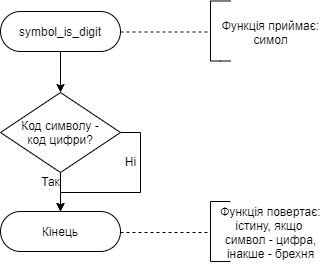 symbol_is_digit
Функція приймає:
симол
Код символу -
код цифри?
Ні
Так
Кінець
Функція повертає:
істину, якщо
символ - цифра,
інакше - брехня